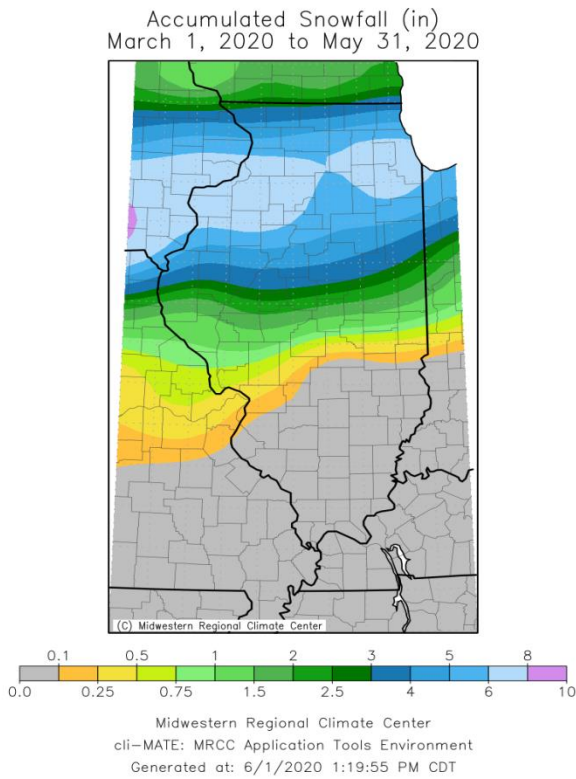 Accumulated Snowfall (in)
March 1, 2020 to May 31, 2020
(C) Midwestern Regional Climate Center
0.1 0.5 1 2 3 5 8
0.0 0.25 0.75 1.5 2.5 4 6 10
Midwestern Regional Climate Center
cli-MATE: MRCC Application Tools Environment
Generated at: 6/1/2020 1:19:55 PM CDT